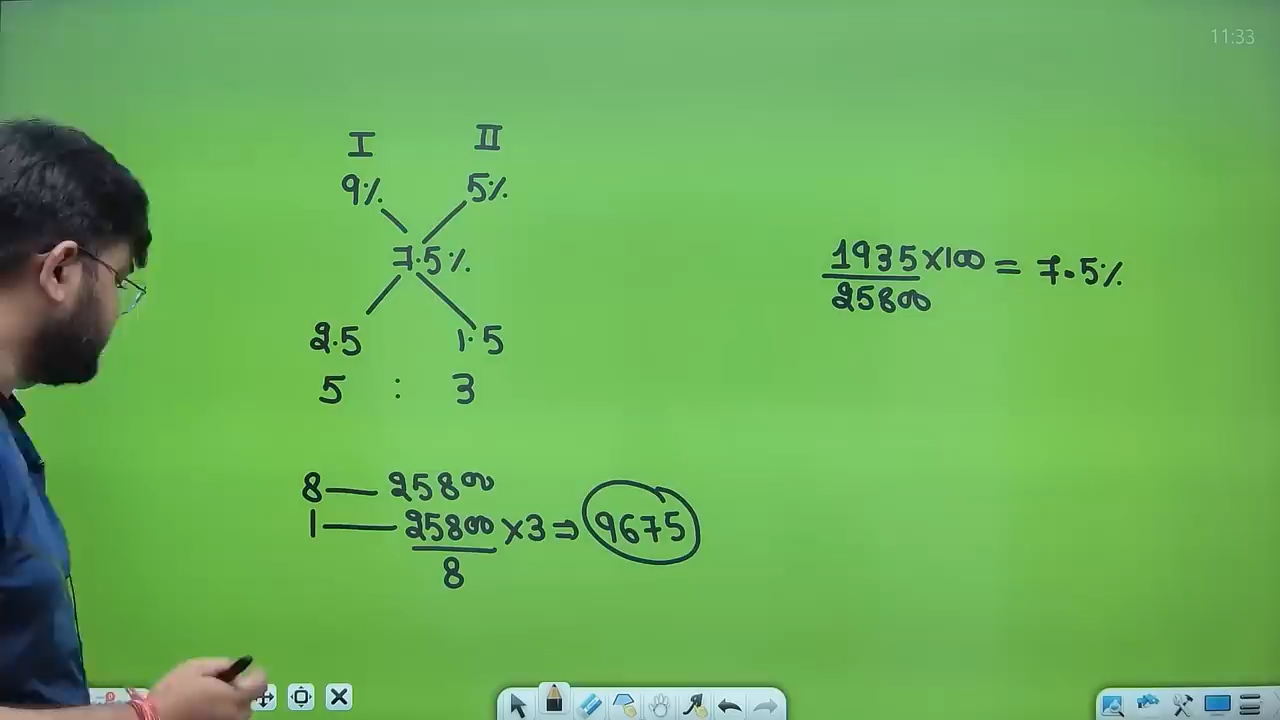 11:33
I II
9% 5%
7.5%
2.5 1.5
5 : 3
1935×100 = 7.5%
25800
8 — 25800
1 — 25800 ×3 ⇒ 9675
8